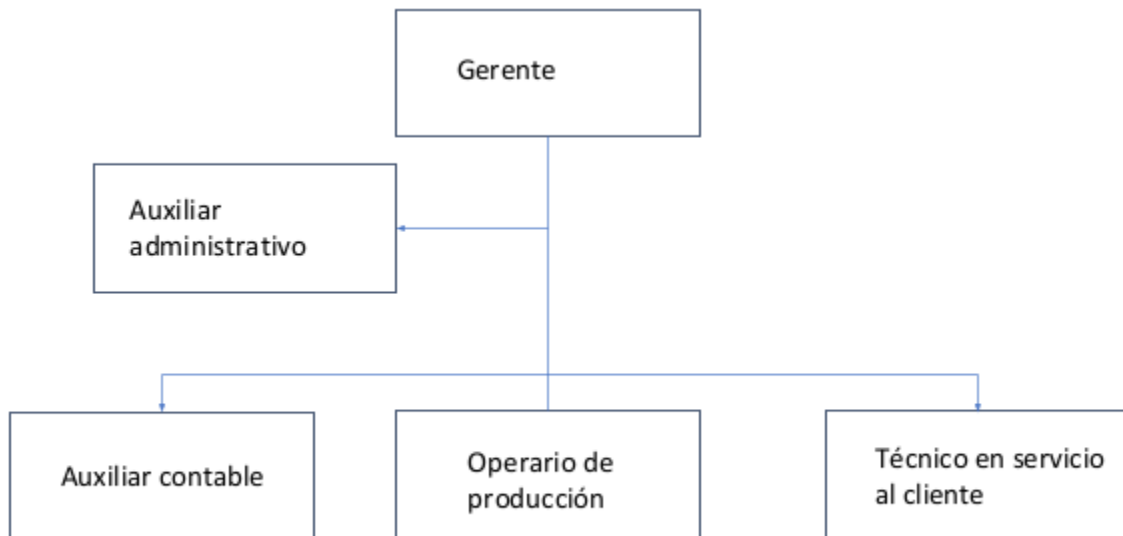 Gerente
Auxiliar
administrativo
Auxiliar contable
Operario de
producción
Técnico en servicio
al cliente